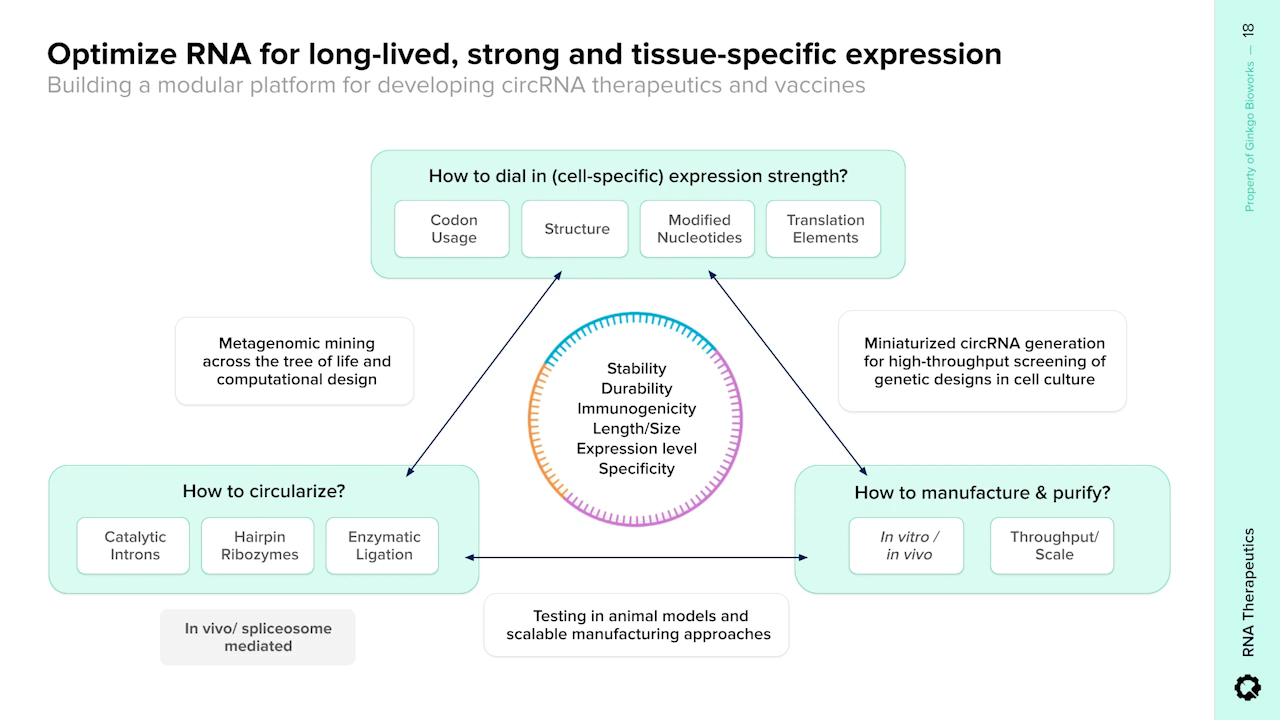 Optimize RNA for long-lived, strong and tissue-specific expression
Building a modular platform for developing circRNA therapeutics and vaccines
How to dial in (cell-specific) expression strength?
Codon
Usage
Structure
Modified
Nucleotides
Translation
Elements
Metagenomic mining
across the tree of life and
computational design
Stability
Durability
Immunogenicity
Length/Size
Expression level
Specificity
Miniaturized circRNA generation
for high-throughput screening of
genetic designs in cell culture
How to circularize?
Catalytic
Introns
Hairpin
Ribozymes
Enzymatic
Ligation
How to manufacture & purify?
In vitro /
in vivo
Throughput/
Scale
In vivo/ spliceosome
mediated
Testing in animal models and
scalable manufacturing approaches
Property of Ginkgo Bioworks — 18
RNA Therapeutics